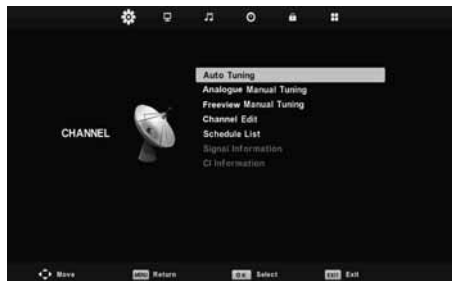 Auto Tuning
Analogue Manual Tuning
Freeview Manual Tuning
Channel Edit
CHANNEL
Schedule List
Signal Information
CI Information
Move MENU Return OK Select EXIT Exit